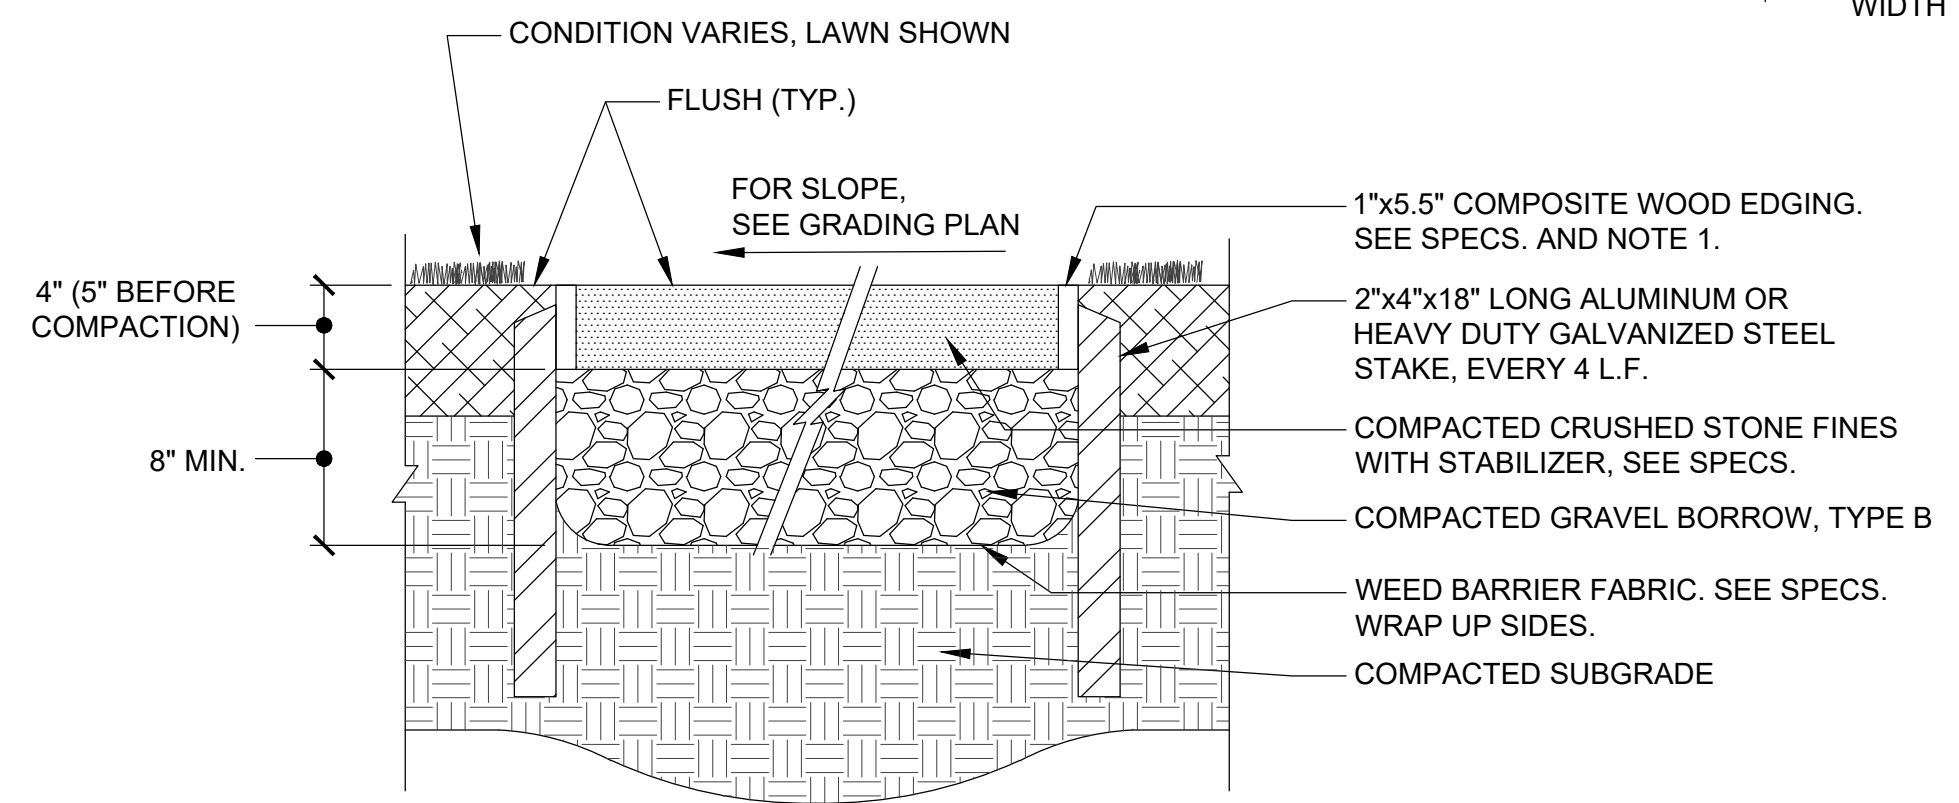 WIDTH
CONDITION VARIES, LAWN SHOWN
FLUSH (TYP.)
FOR SLOPE,
SEE GRADING PLAN
4" (5" BEFORE
COMPACTION)
8" MIN.
1"x5.5" COMPOSITE WOOD EDGING.
SEE SPECS. AND NOTE 1.
2"x4"x18" LONG ALUMINUM OR
HEAVY DUTY GALVANIZED STEEL
STAKE, EVERY 4 L.F.
COMPACTED CRUSHED STONE FINES
WITH STABILIZER, SEE SPECS.
COMPACTED GRAVEL BORROW, TYPE B
WEED BARRIER FABRIC. SEE SPECS.
WRAP UP SIDES.
COMPACTED SUBGRADE